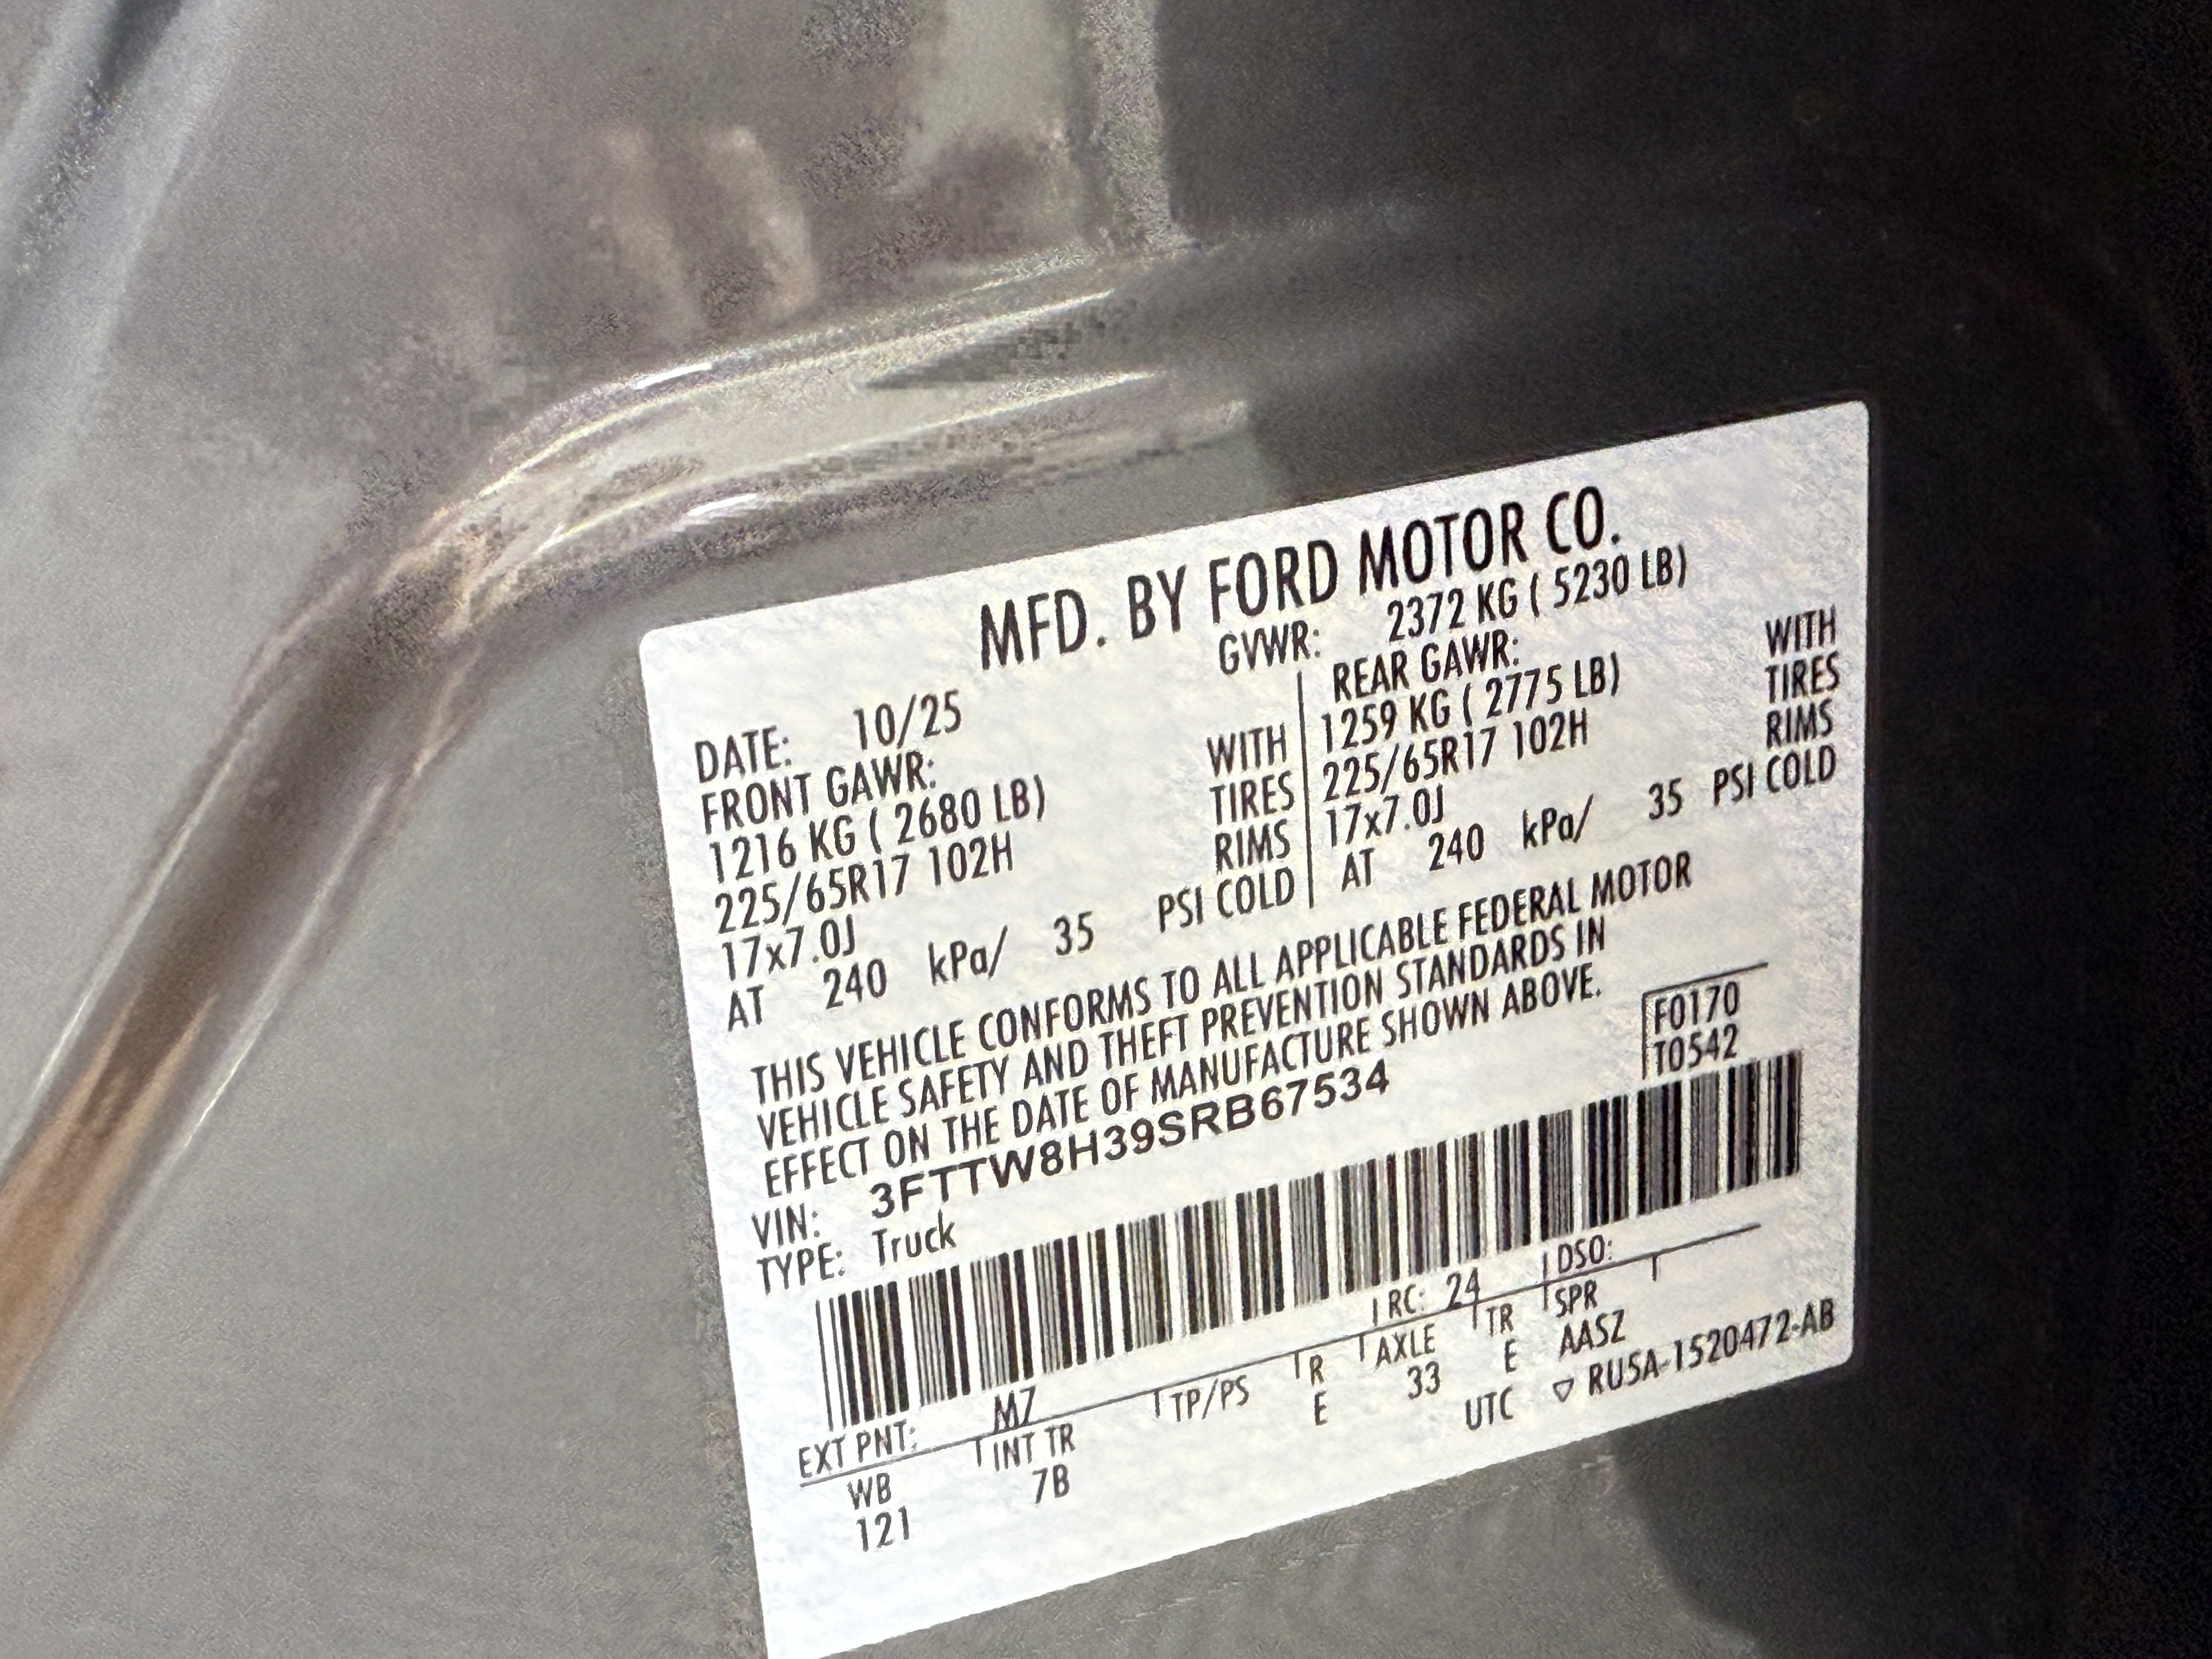 MFD. BY FORD MOTOR CO.
DATE: 10/25
GVWR: 2372 KG ( 5230 LB)
FRONT GAWR:
1216 KG ( 2680 LB) WITH
225/65R17 102H TIRES
17x7.0J RIMS
AT 240 kPa/ 35 PSI COLD
REAR GAWR:
1259 KG ( 2775 LB) WITH
225/65R17 102H TIRES
17x7.0J RIMS
AT 240 kPa/ 35 PSI COLD
THIS VEHICLE CONFORMS TO ALL APPLICABLE FEDERAL MOTOR
VEHICLE SAFETY AND THEFT PREVENTION STANDARDS IN
EFFECT ON THE DATE OF MANUFACTURE SHOWN ABOVE.
F0170
T0542
VIN: 3FTTW8H39SRB67534
TYPE: Truck
EXT PNT: M7 RC: 24 DSO:
WB INT TR TP/PS R AXLE TR SPR
121 7B E 33 E AASZ
UTC ▽ RU5A-1520472-AB